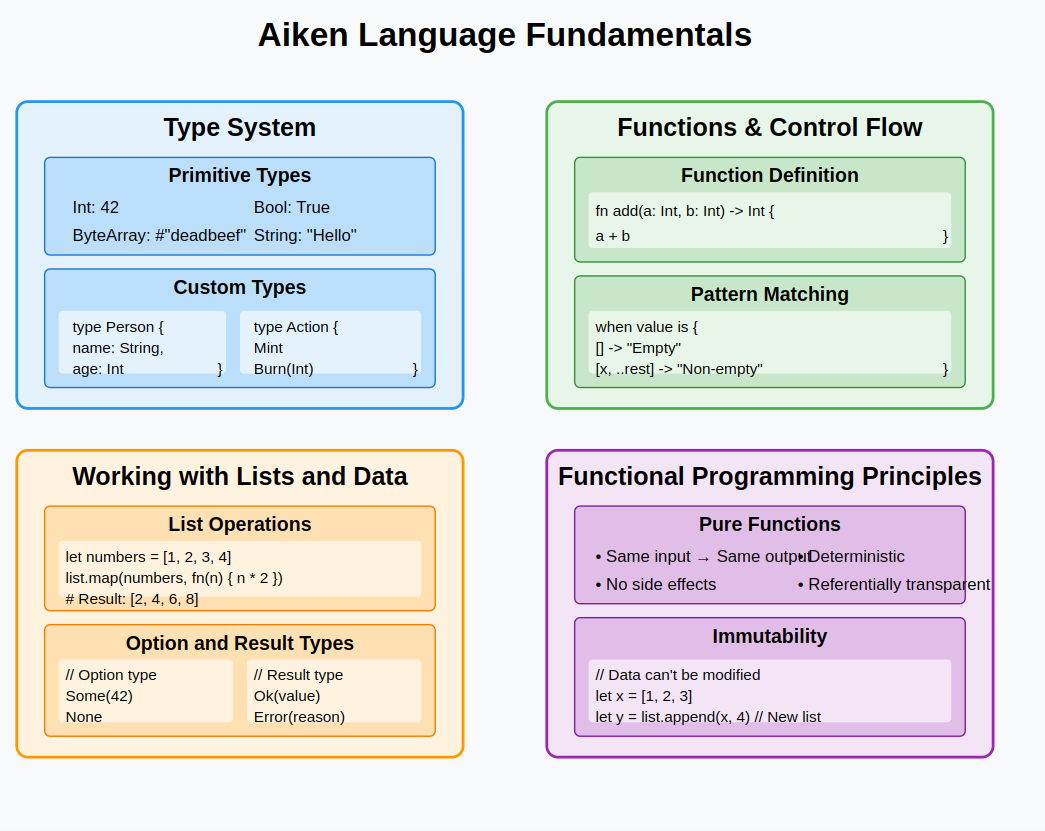 Aiken Language Fundamentals
Type System
Primitive Types
Int: 42
Bool: True
ByteArray: #"deadbeef"
String: "Hello"
Custom Types
type Person {
name: String,
age: Int }
type Action {
Mint
Burn(Int) }
Functions & Control Flow
Function Definition
fn add(a: Int, b: Int) -> Int {
a + b }
Pattern Matching
when value is {
[] -> "Empty"
[x, ..rest] -> "Non-empty" }
Working with Lists and Data
List Operations
let numbers = [1, 2, 3, 4]
list.map(numbers, fn(n) { n * 2 })
# Result: [2, 4, 6, 8]
Option and Result Types
// Option type
Some(42)
None
// Result type
Ok(value)
Error(reason)
Functional Programming Principles
Pure Functions
• Same input → Same output
• Deterministic
• No side effects
• Referentially transparent
Immutability
// Data can't be modified
let x = [1, 2, 3]
let y = list.append(x, 4) // New list